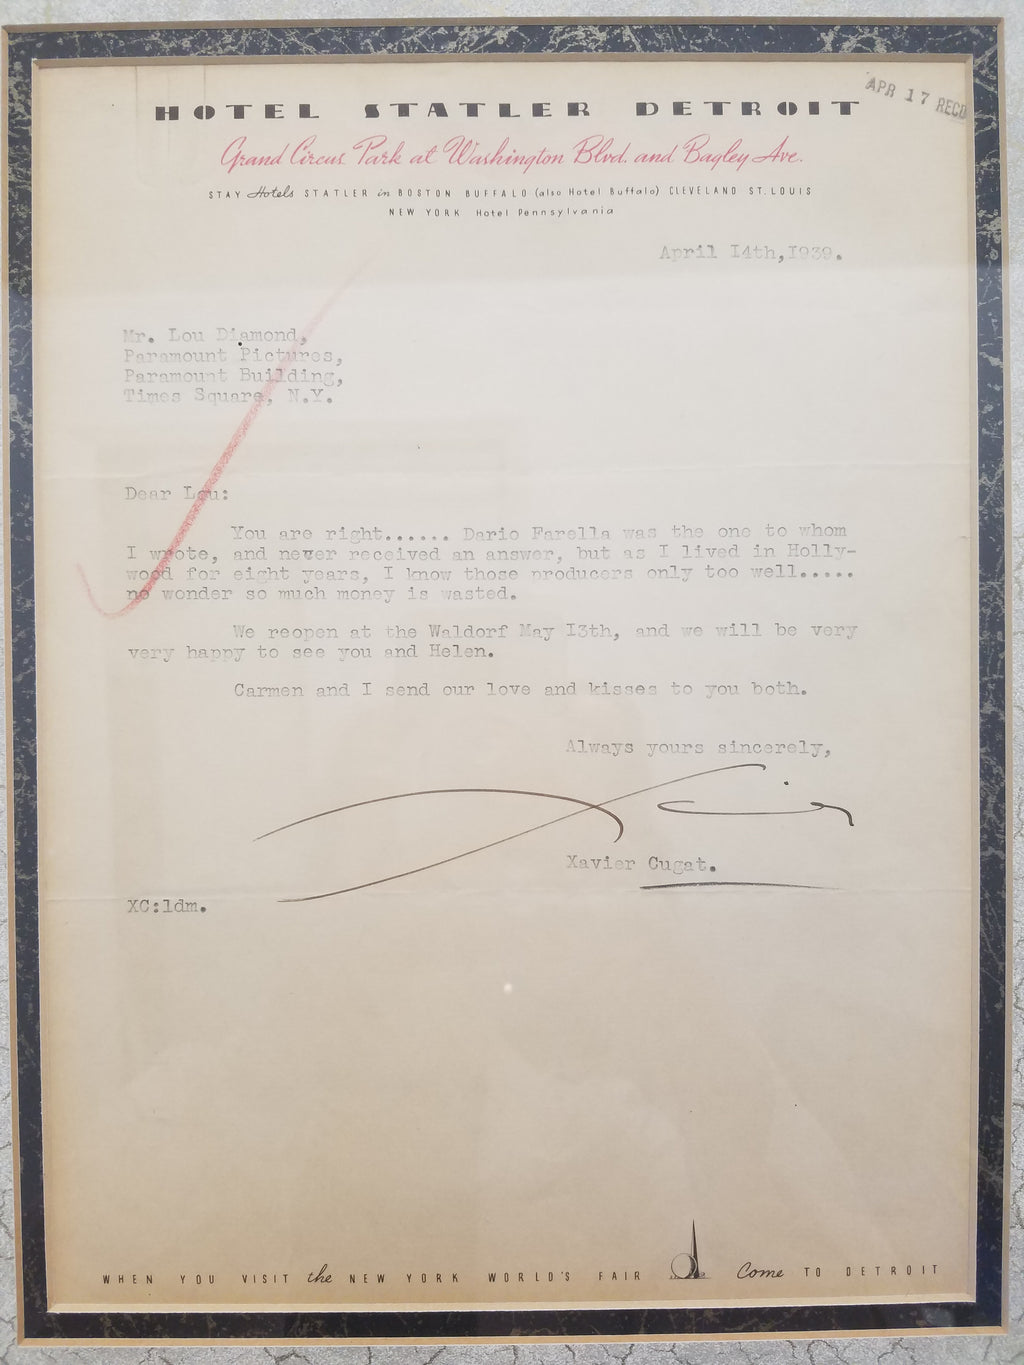 APR 17 RECD
HOTEL STATLER DETROIT
Grand Circus Park at Washington Blvd. and Bagley Ave.
STAY Hotels STATLER in BOSTON BUFFALO (also Hotel Buffalo) CLEVELAND ST. LOUIS
NEW YORK Hotel Pennsylvania
April 14th,1939.
Mr. Lou Diamond,
Paramount Pictures,
Paramount Building,
Times Square, N.Y.
Dear Lou:
You are right...... Dario Farella was the one to whom
I wrote, and never received an answer, but as I lived in Holly-
wood for eight years, I know those producers only too well.....
no wonder so much money is wasted.
We reopen at the Waldorf May 13th, and we will be very
very happy to see you and Helen.
Carmen and I send our love and kisses to you both.
Always yours sincerely,
Xavier Cugat.
XC:ldm.
WHEN YOU VISIT the NEW YORK WORLD'S FAIR Come TO DETROIT